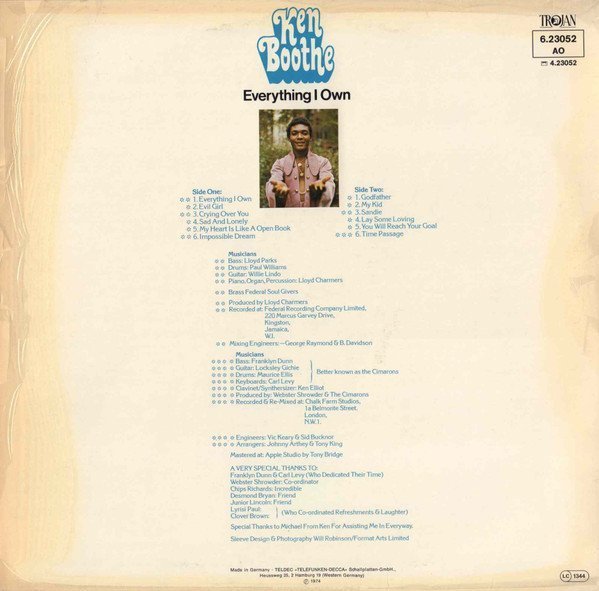 Ken
Boothe
Everything I Own
TROJAN
6.23052
AO
4.23052
Side One:
☆☆ 1. Everything I Own
☆ 2. Evil Girl
☆☆ 3. Crying Over You
☆ 4. Sad And Lonely
☆ 5. My Heart Is Like A Open Book
☆☆ 6. Impossible Dream
Side Two:
☆ 1. Godfather
☆ 2. My Kid
☆☆ 3. Sandie
☆ 4. Lay Some Loving
☆ 5. You Will Reach Your Goal
☆☆☆ 6. Time Passage
Musicians
☆☆ Bass: Lloyd Parks
☆☆ Drums: Paul Williams
☆☆ Guitar: Willie Lindo
☆☆ Piano, Organ, Percussion: Lloyd Charmers
☆☆ Brass Federal Soul Givers
☆☆ Produced by Lloyd Charmers
☆☆ Recorded at: Federal Recording Company Limited,
220 Marcus Garvey Drive,
Kingston,
Jamaica,
W.I.
☆☆ Mixing Engineers:—George Raymond & B. Davidson
Musicians
☆☆☆☆ Bass: Franklyn Dunn
☆☆☆☆ Guitar: Locksley Gichie
☆☆☆☆ Drums: Maurice Ellis
☆☆☆☆ Keyboards: Carl Levy
☆☆☆☆ Clavinet/Synthersizer: Ken Elliot
Better known as the Cimarons
☆☆☆☆ Produced by: Webster Shrowder & The Cimarons
☆☆☆☆ Recorded & Re-Mixed at: Chalk Farm Studios,
1a Belmonte Street.
London,
N.W.1.
☆☆☆☆ Engineers: Vic Keary & Sid Bucknor
☆☆☆☆ Arrangers: Johnny Arthey & Tony King
Mastered at: Apple Studio by Tony Bridge
A VERY SPECIAL THANKS TO:
Franklyn Dunn & Carl Levy (Who Dedicated Their Time)
Webster Shrowder: Co-ordinator
Chips Richards: Incredible
Desmond Bryan: Friend
Junior Lincoln: Friend
Lyrisi Paul:
Clover Brown:
(Who Co-ordinated Refreshments & Laughter)
Special Thanks to Michael From Ken For Assisting Me In Everyway.
Sleeve Design & Photography Will Robinson/Format Arts Limited
Made in Germany · TELDEC »TELEFUNKEN-DECCA« Schallplatten-GmbH.,
Heussweg 25, 2 Hamburg 19 (Western Germany)
℗ 1974
LC 1344